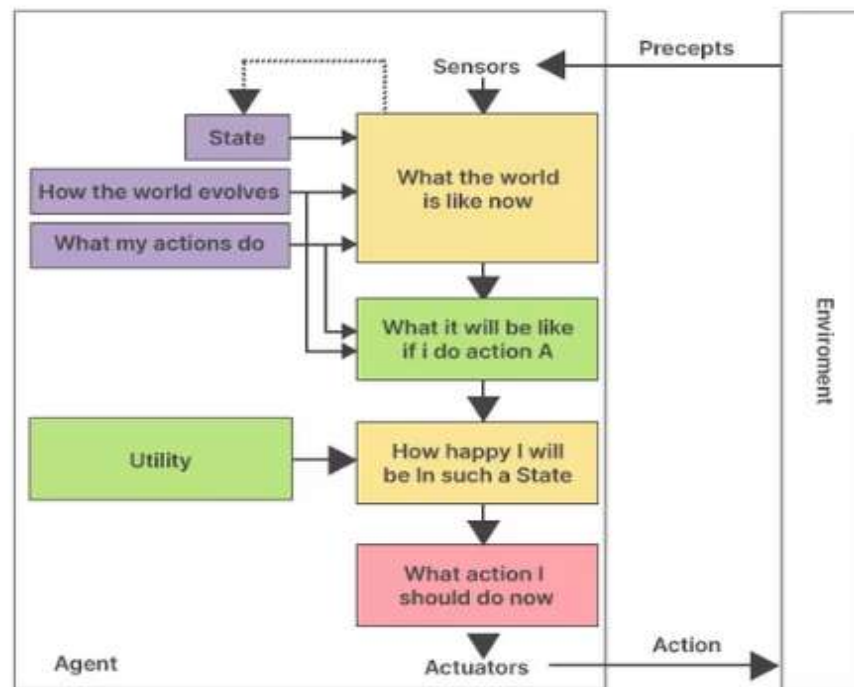 Precepts
Sensors
State
What the world
is like now
How the world evolves
What my actions do
What it will be like
if i do action A
Enviroment
Utility
How happy I will
be In such a State
What action I
should do now
Agent
Actuators
Action